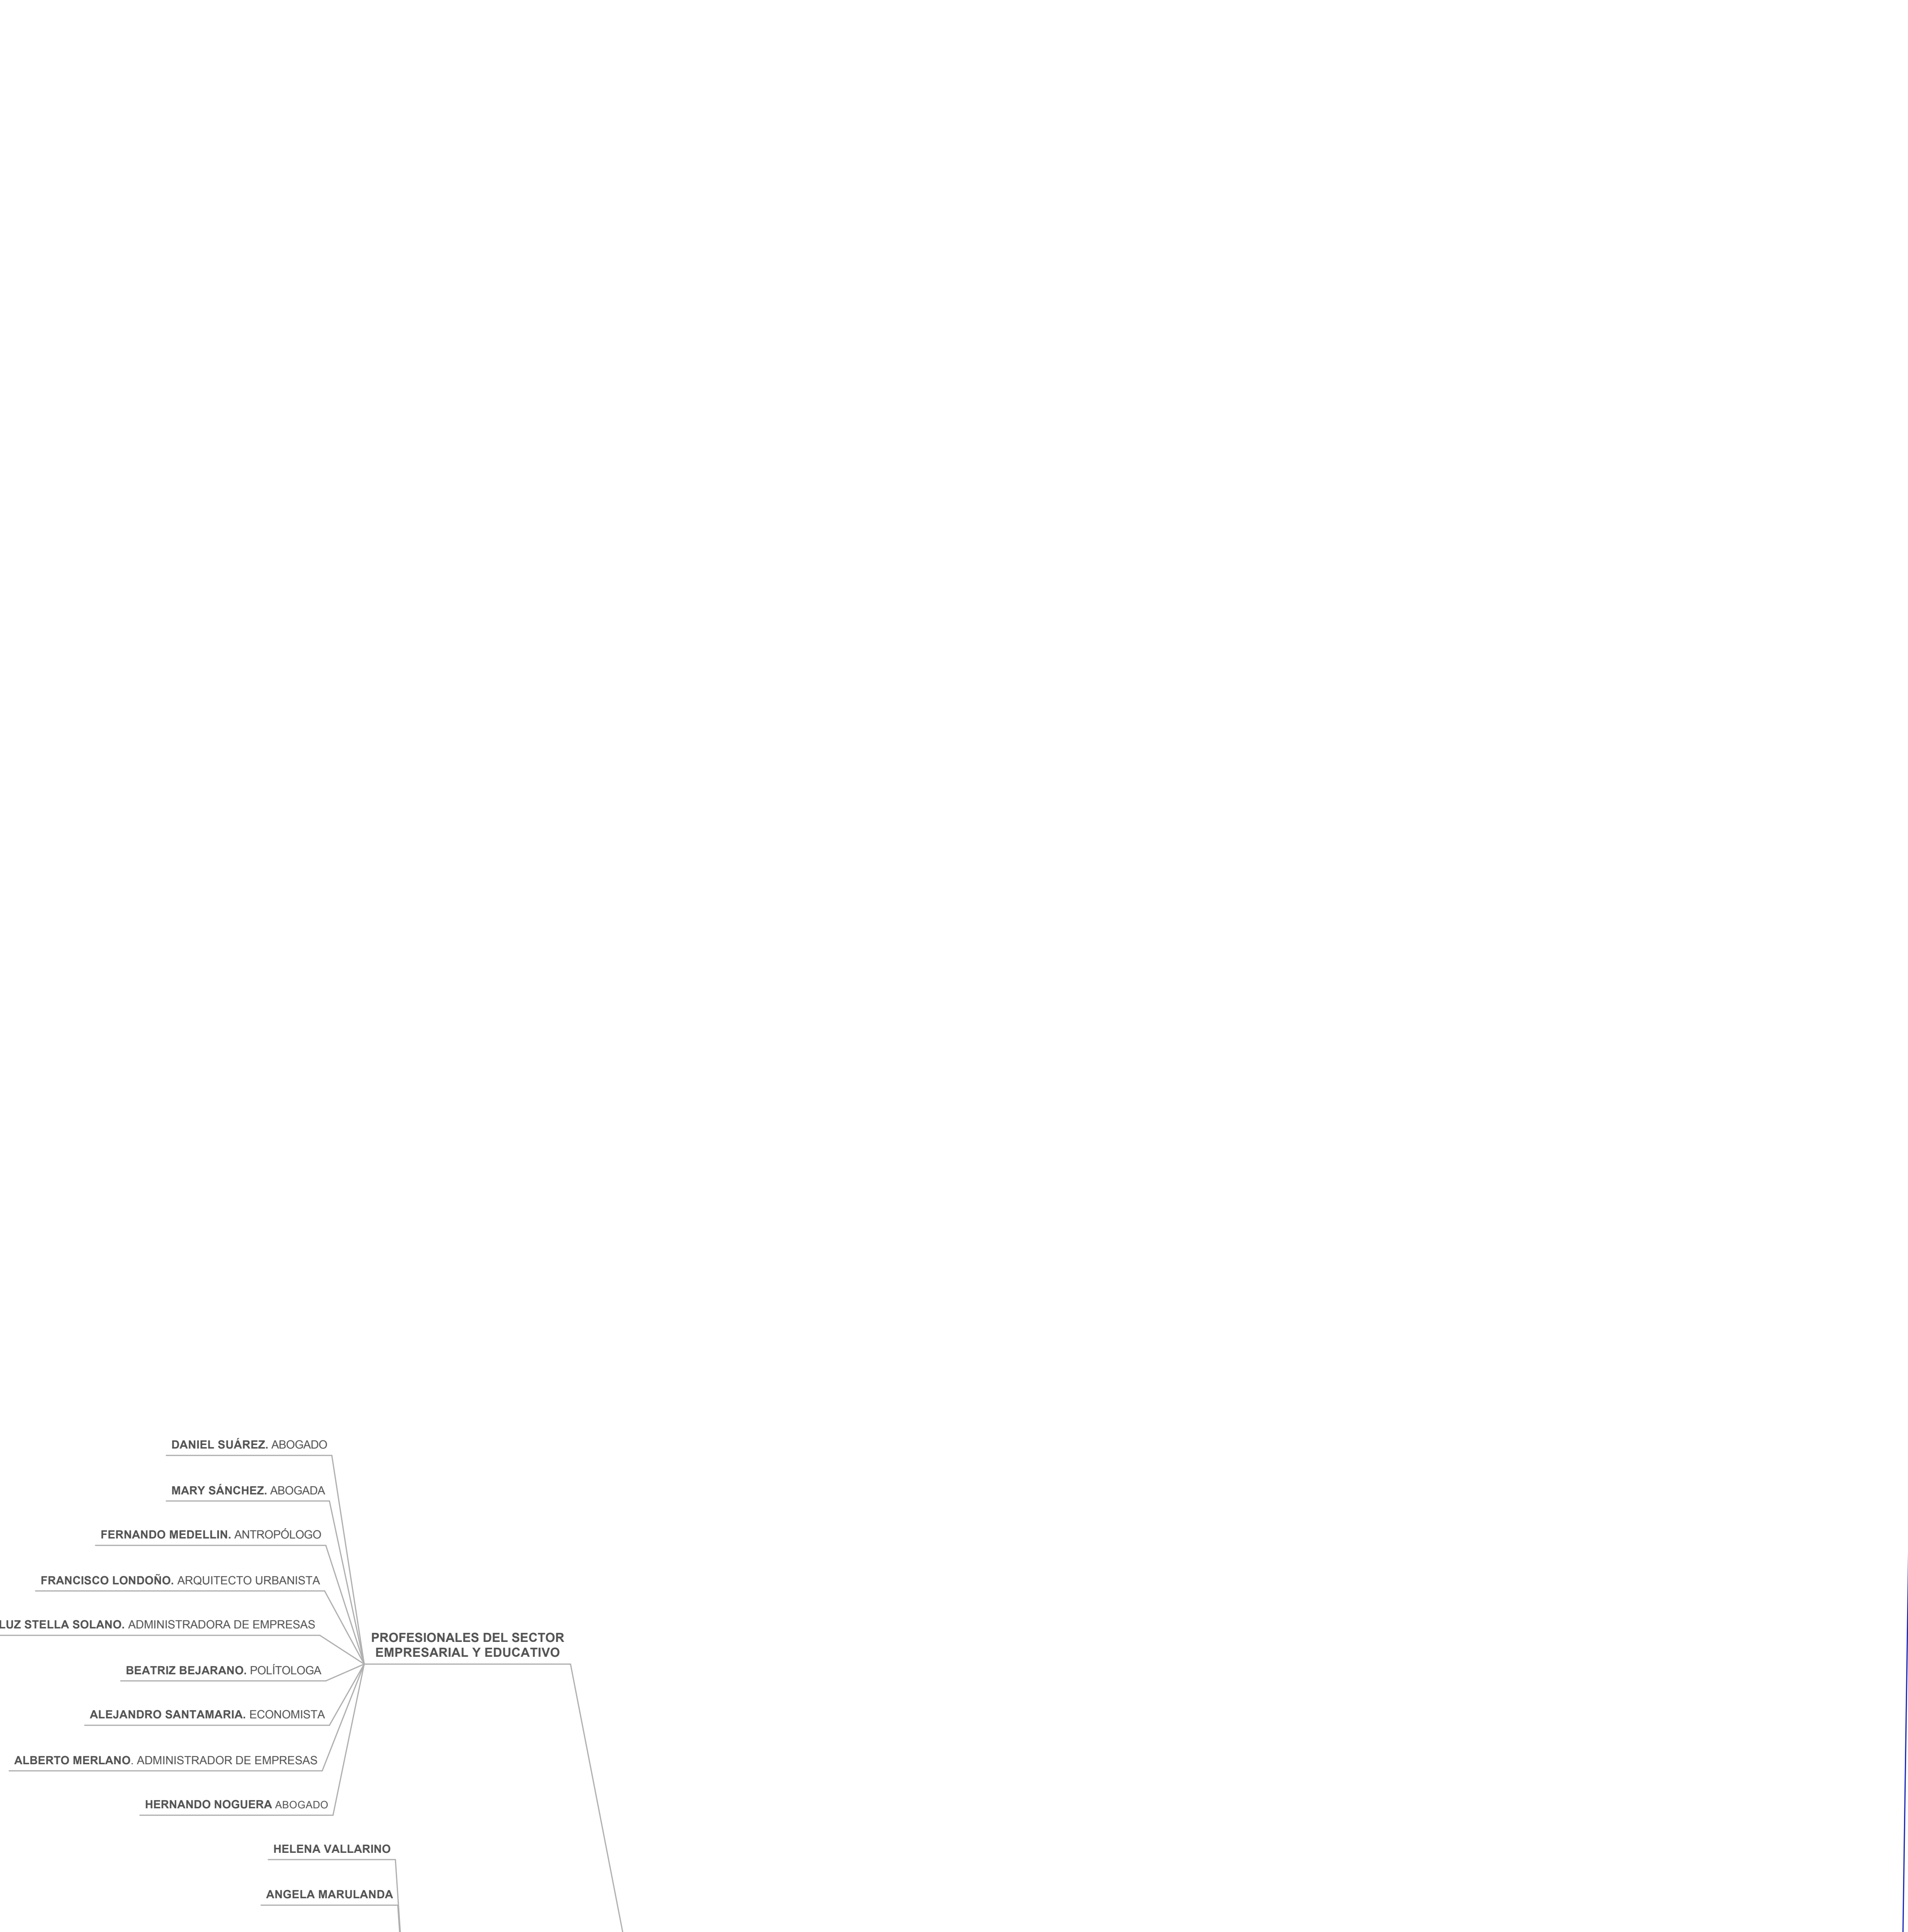 DANIEL SUÁREZ. ABOGADO
MARY SÁNCHEZ. ABOGADA
FERNANDO MEDELLIN. ANTROPÓLOGO
FRANCISCO LONDOÑO. ARQUITECTO URBANISTA
LUZ STELLA SOLANO. ADMINISTRADORA DE EMPRESAS
PROFESIONALES DEL SECTOR
EMPRESARIAL Y EDUCATIVO
BEATRIZ BEJARANO. POLÍTOLOGA
ALEJANDRO SANTAMARIA. ECONOMISTA
ALBERTO MERLANO. ADMINISTRADOR DE EMPRESAS
HERNANDO NOGUERA ABOGADO
HELENA VALLARINO
ANGELA MARULANDA